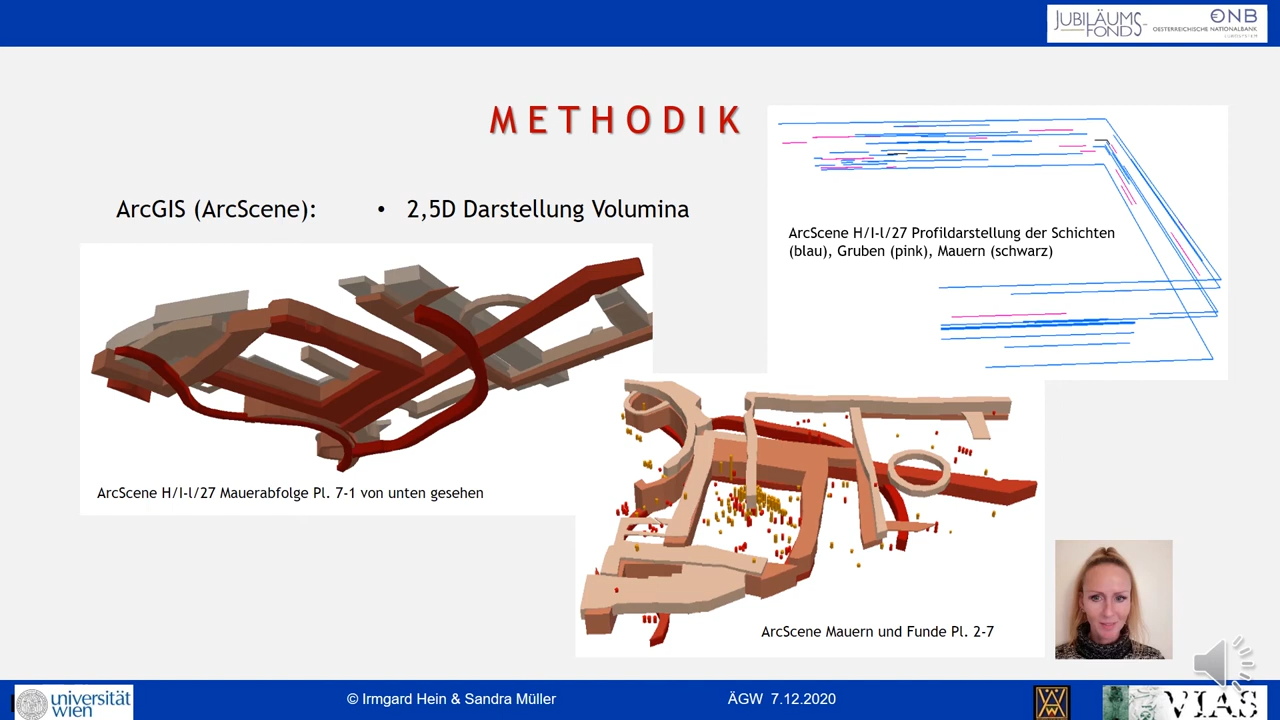 JUBILÄUMS-
FONDS
ONB
OESTERREICHISCHE NATIONALBANK
METHODIK
ArcGIS (ArcScene):
• 2,5D Darstellung Volumina
ArcScene H/I-l/27 Profildarstellung der Schichten
(blau), Gruben (pink), Mauern (schwarz)
ArcScene H/I-l/27 Mauerabfolge Pl. 7-1 von unten gesehen
ArcScene Mauern und Funde Pl. 2-7
universität
wien
© Irmgard Hein & Sandra Müller
ÄGW 7.12.2020
VIAS